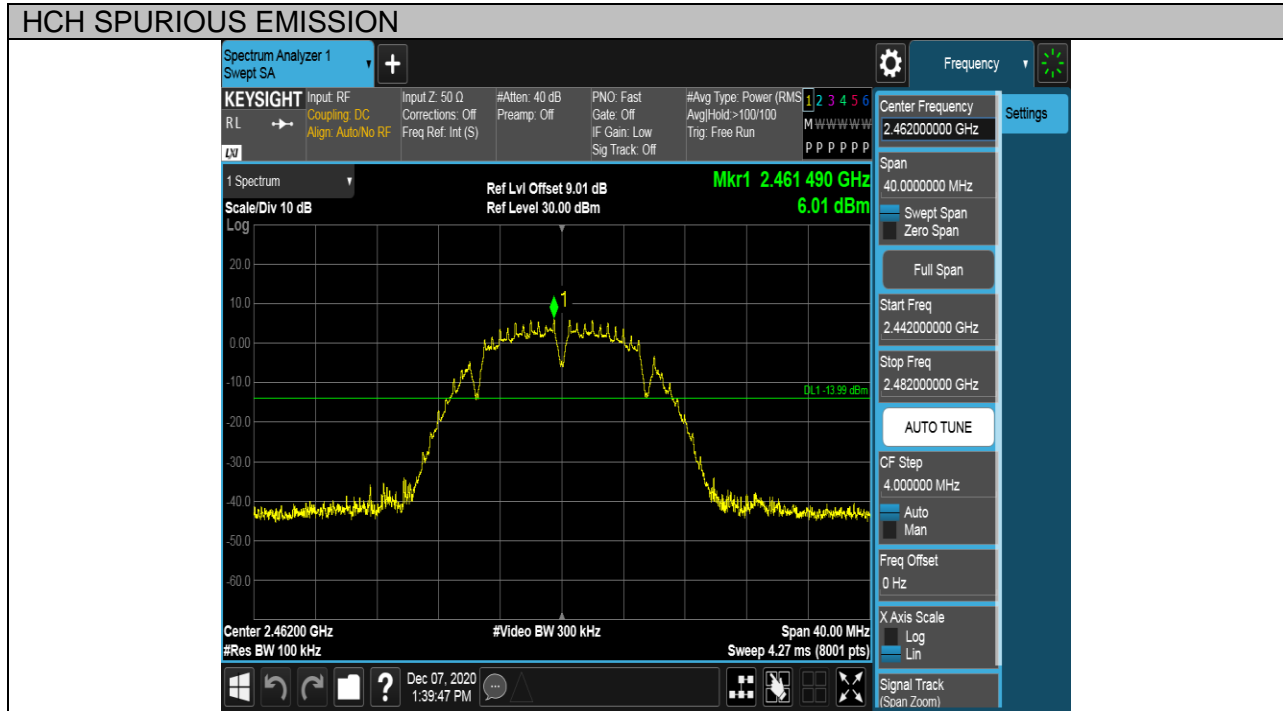 HCH SPURIOUS EMISSION
Spectrum Analyzer 1
Swept SA
+
Frequency
KEYSIGHT
RL
LXI
Input: RF
Coupling: DC
Align: Auto/No RF
Input Z: 50 Ω
Corrections: Off
Freq Ref: Int (S)
#Atten: 40 dB
Preamp: Off
PNO: Fast
Gate: Off
IF Gain: Low
Sig Track: Off
#Avg Type: Power (RMS
Avg|Hold:>100/100
Trig: Free Run
1 2 3 4 5 6
M W W W W W
P P P P P P
1 Spectrum
Scale/Div 10 dB
Ref Lvl Offset 9.01 dB
Ref Level 30.00 dBm
Mkr1 2.461 490 GHz
6.01 dBm
Log
20.0
10.0
0.00
-10.0
-20.0
-30.0
-40.0
-50.0
-60.0
1
DL1 -13.99 dBm
Center 2.46200 GHz
#Res BW 100 kHz
#Video BW 300 kHz
Span 40.00 MHz
Sweep 4.27 ms (8001 pts)
?
Dec 07, 2020
1:39:47 PM
Center Frequency
2.462000000 GHz
Settings
Span
40.0000000 MHz
Swept Span
Zero Span
Full Span
Start Freq
2.442000000 GHz
Stop Freq
2.482000000 GHz
AUTO TUNE
CF Step
4.000000 MHz
Auto
Man
Freq Offset
0 Hz
X Axis Scale
Log
Lin
Signal Track
(Span Zoom)